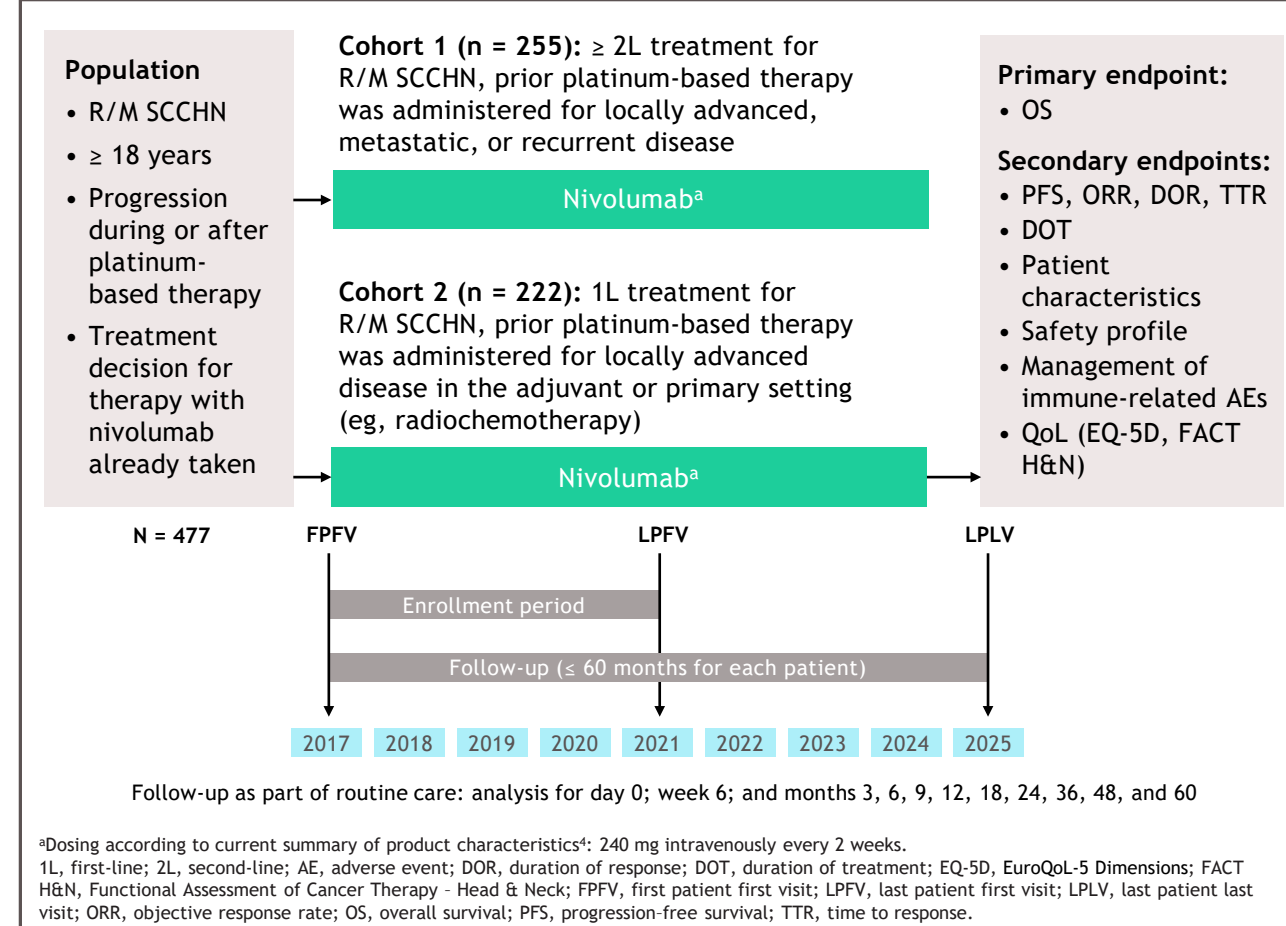 Population
• R/M SCCHN
• ≥ 18 years
• Progression
during or after
platinum-
based therapy
• Treatment
decision for
therapy with
nivolumab
already taken
N = 477
Cohort 1 (n = 255): ≥ 2L treatment for
R/M SCCHN, prior platinum-based therapy
was administered for locally advanced,
metastatic, or recurrent disease
Nivolumabᵃ
Cohort 2 (n = 222): 1L treatment for
R/M SCCHN, prior platinum-based therapy
was administered for locally advanced
disease in the adjuvant or primary setting
(eg, radiochemotherapy)
Nivolumabᵃ
Primary endpoint:
• OS
Secondary endpoints:
• PFS, ORR, DOR, TTR
• DOT
• Patient
characteristics
• Safety profile
• Management of
immune-related AEs
• QoL (EQ-5D, FACT
H&N)
FPFV LPFV LPLV
Enrollment period
Follow-up (≤ 60 months for each patient)
2017 2018 2019 2020 2021 2022 2023 2024 2025
Follow-up as part of routine care: analysis for day 0; week 6; and months 3, 6, 9, 12, 18, 24, 36, 48, and 60
ᵃDosing according to current summary of product characteristics⁴: 240 mg intravenously every 2 weeks.
1L, first-line; 2L, second-line; AE, adverse event; DOR, duration of response; DOT, duration of treatment; EQ-5D, EuroQoL-5 Dimensions; FACT
H&N, Functional Assessment of Cancer Therapy – Head & Neck; FPFV, first patient first visit; LPFV, last patient first visit; LPLV, last patient last
visit; ORR, objective response rate; OS, overall survival; PFS, progression-free survival; TTR, time to response.